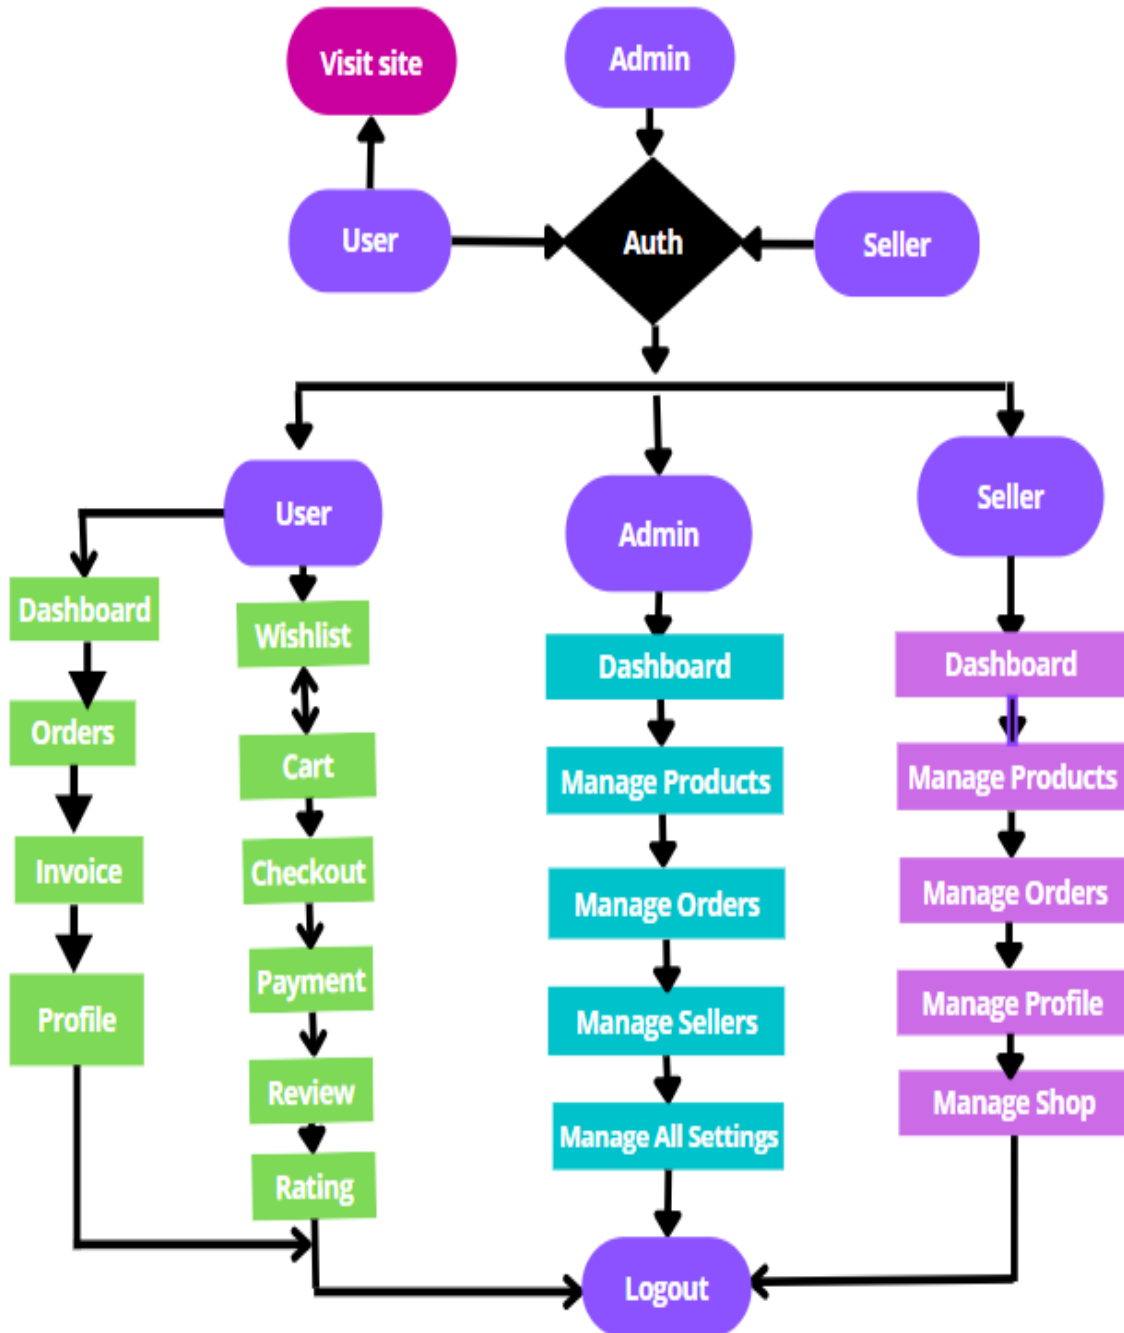 Visit site
Admin
User
Auth
Seller
User
Admin
Seller
Dashboard
Orders
Invoice
Profile
Wishlist
Cart
Checkout
Payment
Review
Rating
Dashboard
Manage Products
Manage Orders
Manage Sellers
Manage All Settings
Dashboard
Manage Products
Manage Orders
Manage Profile
Manage Shop
Logout